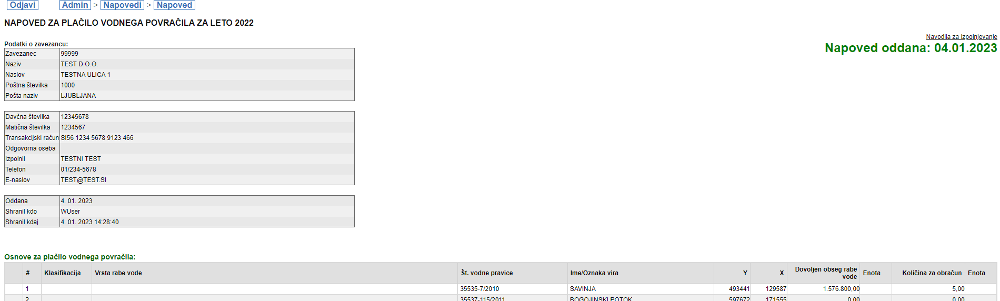 Odjavi Admin > Napovedi > Napoved
NAPOVED ZA PLAČILO VODNEGA POVRAČILA ZA LETO 2022
Navodila za izpolnjevanje
Napoved oddana: 04.01.2023
Podatki o zavezancu:
Zavezanec 99999
Naziv TEST D.O.O.
Naslov TESTNA ULICA 1
Poštna številka 1000
Pošta naziv LJUBLJANA
Davčna številka 12345678
Matična številka 1234567
Transakcijski račun SI56 1234 5678 9123 466
Odgovorna oseba
Izpolnil TESTNI TEST
Telefon 01/234-5678
E-naslov TEST@TEST.SI
Oddana 4. 01. 2023
Shranil kdo WUser
Shranil kdaj 4. 01. 2023 14:28:40
Osnove za plačilo vodnega povračila:
# Klasifikacija Vrsta rabe vode Št. vodne pravice Ime/Oznaka vira Y X Dovoljen obseg rabe vode Enota Količina za obračun Enota
1 35535-7/2010 SAVINJA 493441 129587 1.576.800,00 5,00
2 35537-115/2011 BOGOJINSKI POTOK 597672 171555 0,00 0,00